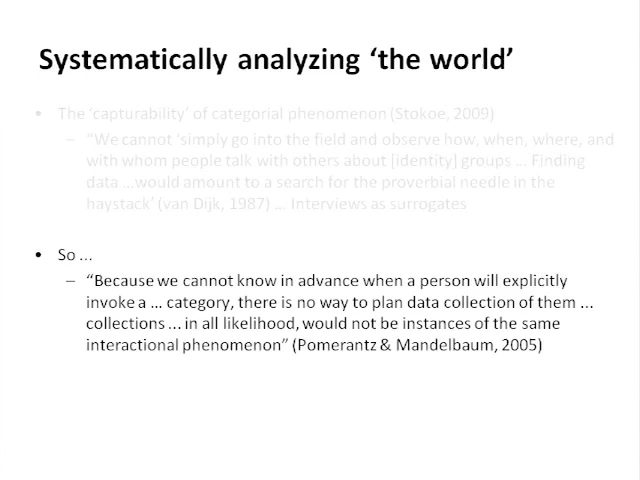 Systematically analyzing ‘the world’
• The ‘capturability’ of categorial phenomenon (Stokoe, 2009)
– “We cannot ‘simply go into the field and observe how, when, where, and
with whom people talk with others about [identity] groups ... Finding
data ...would amount to a search for the proverbial needle in the
haystack’ (van Dijk, 1987) ... Interviews as surrogates
• So ...
– “Because we cannot know in advance when a person will explicitly
invoke a ... category, there is no way to plan data collection of them ...
collections ... in all likelihood, would not be instances of the same
interactional phenomenon” (Pomerantz & Mandelbaum, 2005)